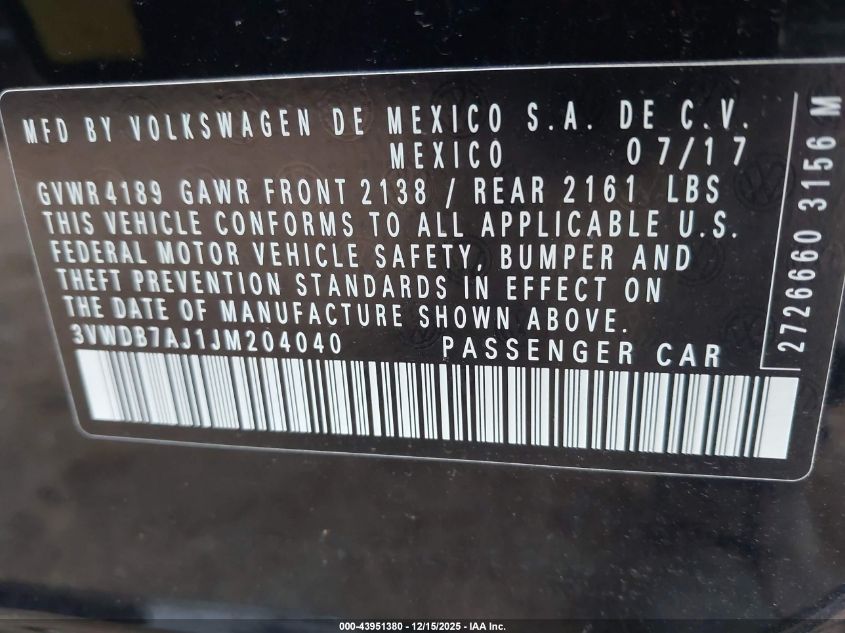 MFD BY VOLKSWAGEN DE MEXICO S.A. DE C.V.
MEXICO 07/17
GVWR4189 GAWR FRONT 2138 / REAR 2161 LBS
THIS VEHICLE CONFORMS TO ALL APPLICABLE U.S.
FEDERAL MOTOR VEHICLE SAFETY, BUMPER AND
THEFT PREVENTION STANDARDS IN EFFECT ON
THE DATE OF MANUFACTURE SHOWN ABOVE.
3VWDB7AJ1JM204040 PASSENGER CAR
2726660 3156 M
000-43951380 - 12/15/2025 - IAA Inc.